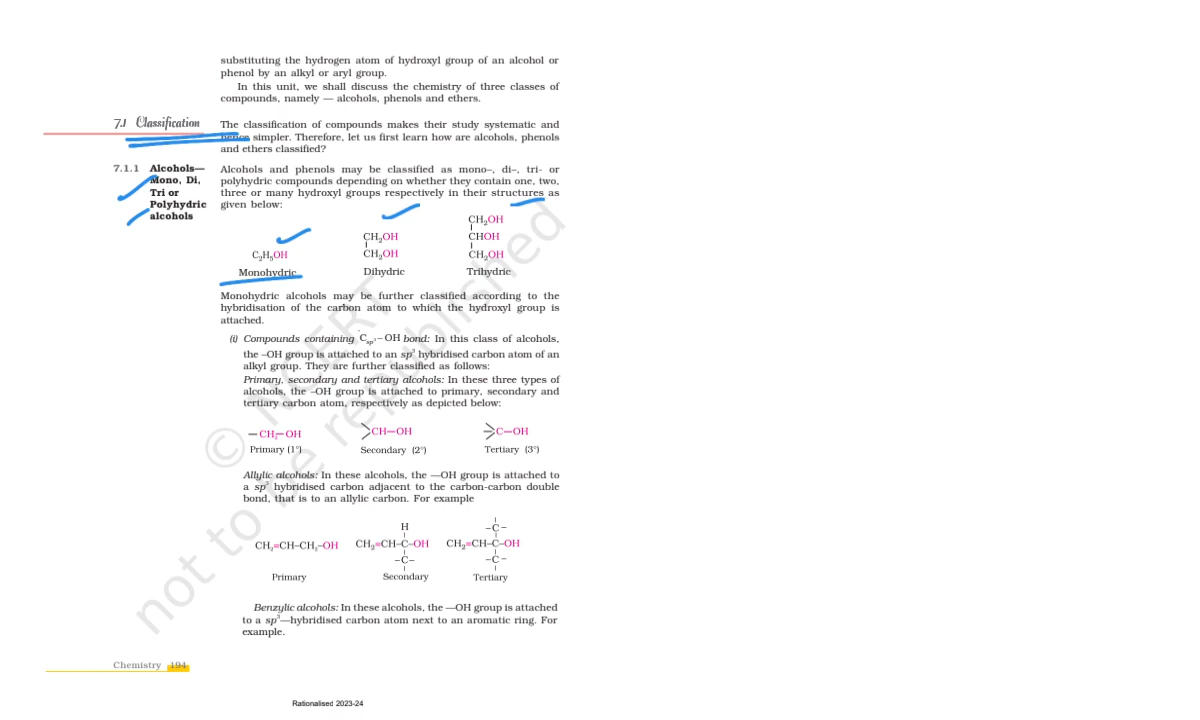 substituting the hydrogen atom of hydroxyl group of an alcohol or
phenol by an alkyl or aryl group.
In this unit, we shall discuss the chemistry of three classes of
compounds, namely — alcohols, phenols and ethers.
7.1 Classification
The classification of compounds makes their study systematic and
hence simpler. Therefore, let us first learn how are alcohols, phenols
and ethers classified?
7.1.1 Alcohols—
Mono, Di,
Tri or
Polyhydric
alcohols
Alcohols and phenols may be classified as mono–, di–, tri- or
polyhydric compounds depending on whether they contain one, two,
three or many hydroxyl groups respectively in their structures as
given below:
C₂H₅OH
Monohydric
CH₂OH
CH₂OH
Dihydric
CH₂OH
CHOH
CH₂OH
Trihydric
Monohydric alcohols may be further classified according to the
hybridisation of the carbon atom to which the hydroxyl group is
attached.
(i) Compounds containing C sp³–OH bond: In this class of alcohols,
the –OH group is attached to an sp³ hybridised carbon atom of an
alkyl group. They are further classified as follows:
Primary, secondary and tertiary alcohols: In these three types of
alcohols, the –OH group is attached to primary, secondary and
tertiary carbon atom, respectively as depicted below:
—CH₂—OH
Primary (1°)
CH—OH
Secondary (2°)
C—OH
Tertiary (3°)
Allylic alcohols: In these alcohols, the —OH group is attached to
a sp³ hybridised carbon adjacent to the carbon-carbon double
bond, that is to an allylic carbon. For example
CH₂=CH–CH₂–OH
Primary
H
CH₂=CH–C–OH
–C–
Secondary
–C–
CH₂=CH–C–OH
–C–
Tertiary
Benzylic alcohols: In these alcohols, the —OH group is attached
to a sp³—hybridised carbon atom next to an aromatic ring. For
example.
Chemistry 194
Rationalised 2023-24
© NCERT
not to be republished